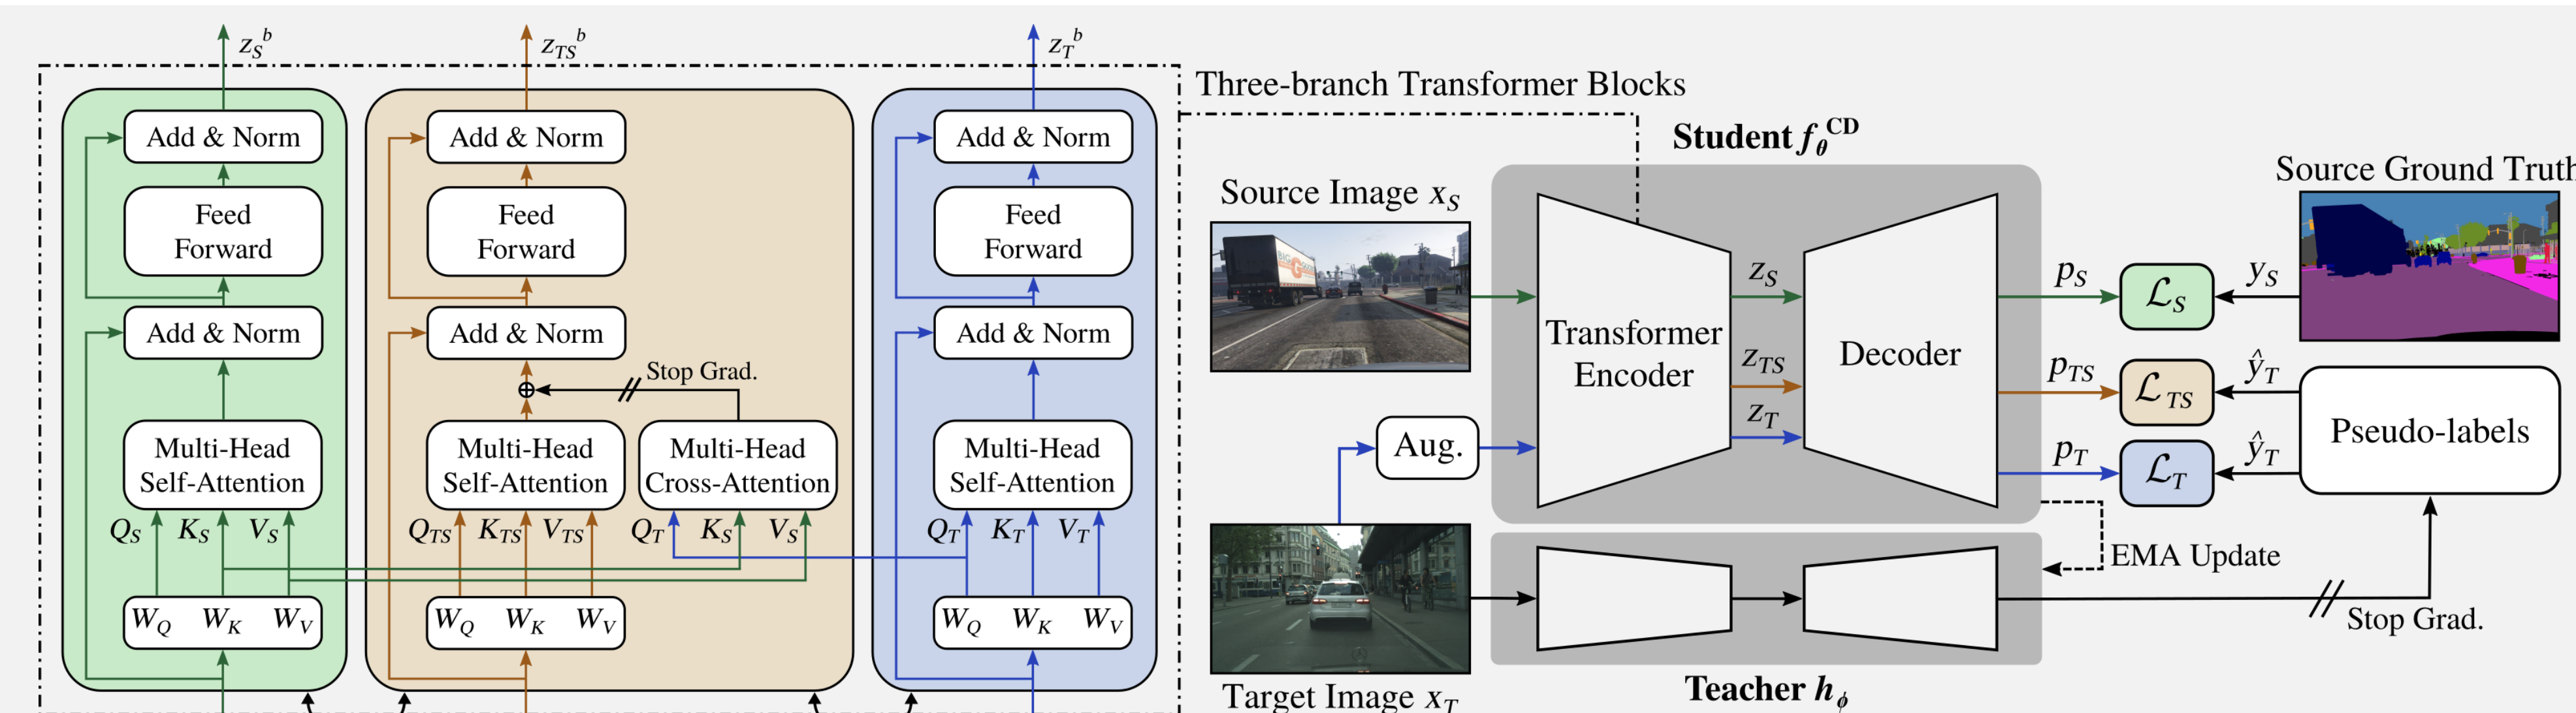 z_S^b
z_TS^b
z_T^b
Add & Norm
Feed
Forward
Add & Norm
Multi-Head
Self-Attention
Q_S K_S V_S
W_Q W_K W_V
Add & Norm
Feed
Forward
Add & Norm
Stop Grad.
Multi-Head
Self-Attention
Multi-Head
Cross-Attention
Q_TS K_TS V_TS
Q_T K_S V_S
W_Q W_K W_V
Add & Norm
Feed
Forward
Add & Norm
Multi-Head
Self-Attention
Q_T K_T V_T
W_Q W_K W_V
Three-branch Transformer Blocks
Student f_θ^CD
Source Image x_S
Transformer
Encoder
z_S
z_TS
z_T
Decoder
Aug.
p_S
p_TS
p_T
ℒ_S
ℒ_TS
ℒ_T
y_S
ŷ_T
ŷ_T
Source Ground Truth
Pseudo-labels
EMA Update
Stop Grad.
Target Image x_T
Teacher h_ϕ